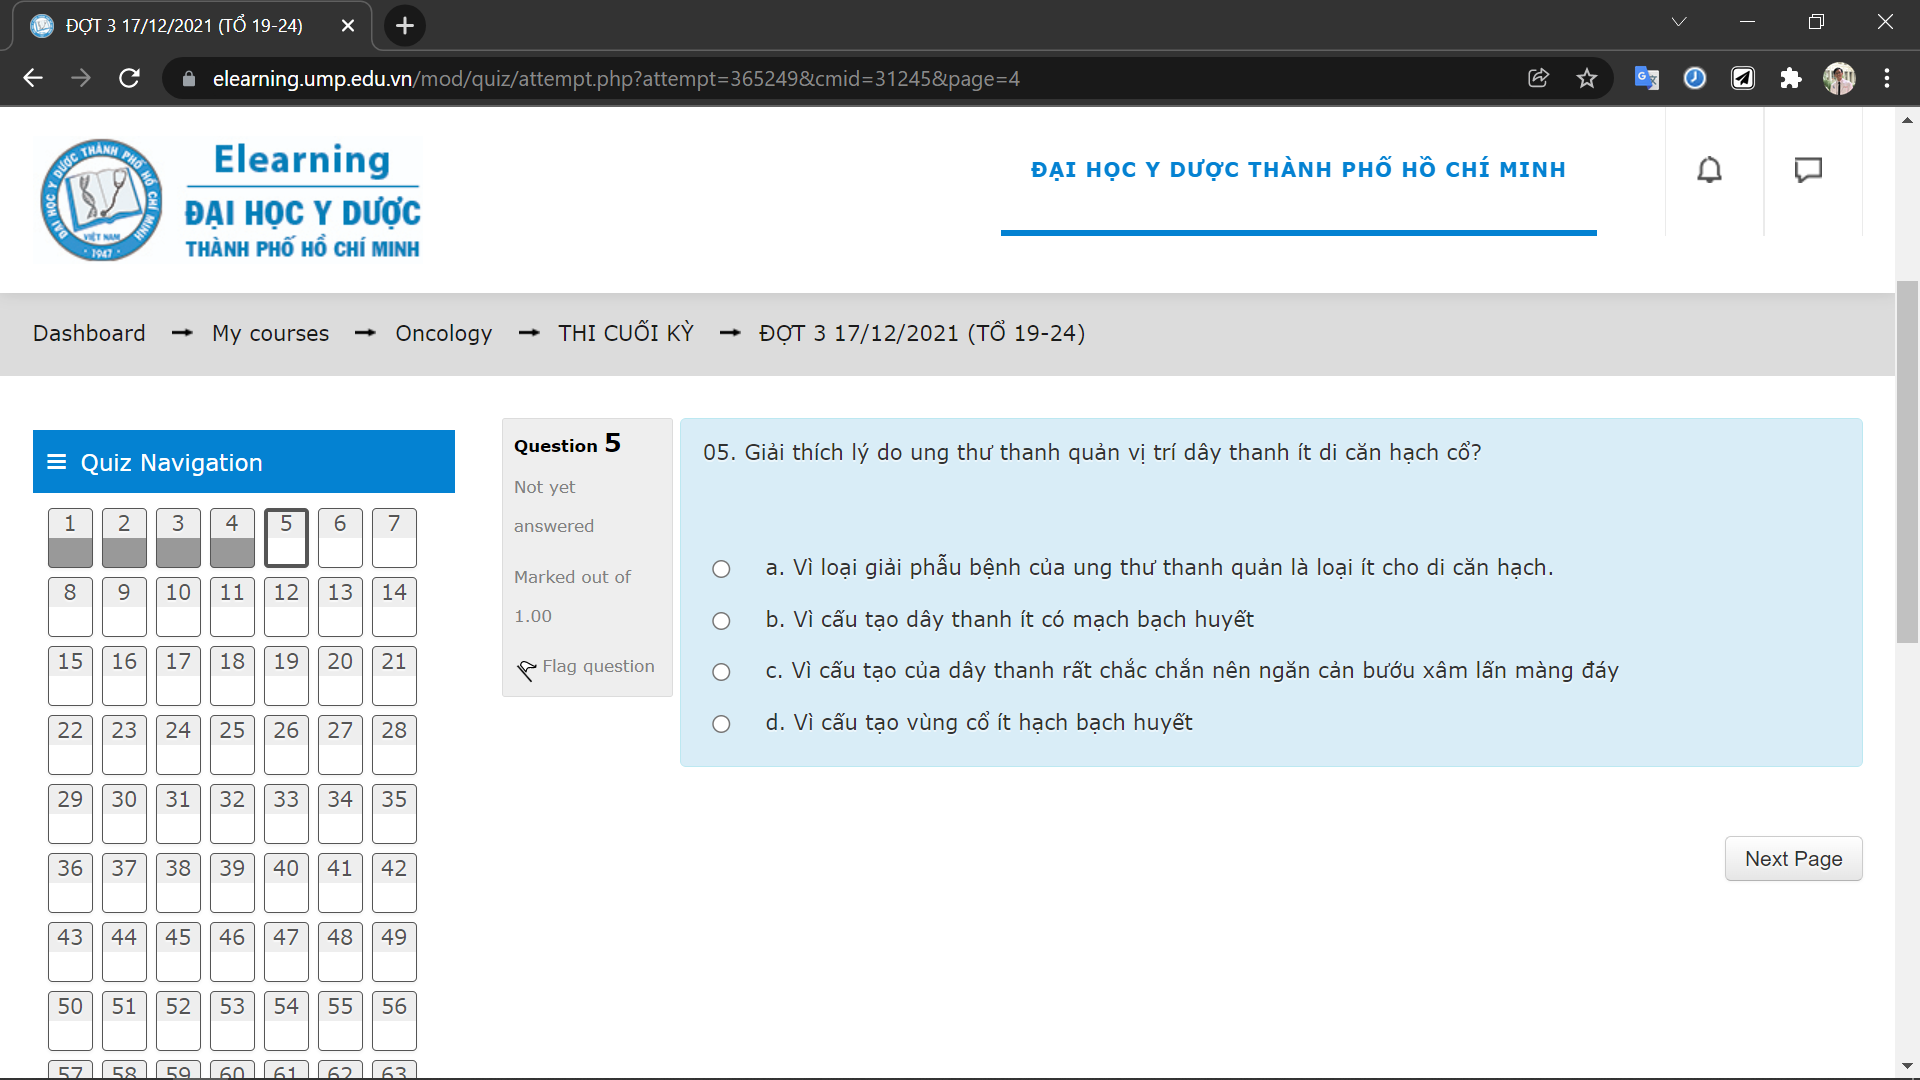 ĐỢT 3 17/12/2021 (TỔ 19-24)
elearning.ump.edu.vn/mod/quiz/attempt.php?attempt=365249&cmid=31245&page=4
ĐẠI HỌC Y DƯỢC THÀNH PHỐ HỒ CHÍ MINH
VIỆT NAM
1947
Elearning
ĐẠI HỌC Y DƯỢC
THÀNH PHỐ HỒ CHÍ MINH
ĐẠI HỌC Y DƯỢC THÀNH PHỐ HỒ CHÍ MINH
Dashboard → My courses → Oncology → THI CUỐI KỲ → ĐỢT 3 17/12/2021 (TỔ 19-24)
Quiz Navigation
1 2 3 4 5 6 7
8 9 10 11 12 13 14
15 16 17 18 19 20 21
22 23 24 25 26 27 28
29 30 31 32 33 34 35
36 37 38 39 40 41 42
43 44 45 46 47 48 49
50 51 52 53 54 55 56
57 58 59 60 61 62 63
Question 5
Not yet
answered
Marked out of
1.00
Flag question
05. Giải thích lý do ung thư thanh quản vị trí dây thanh ít di căn hạch cổ?
a. Vì loại giải phẫu bệnh của ung thư thanh quản là loại ít cho di căn hạch.
b. Vì cấu tạo dây thanh ít có mạch bạch huyết
c. Vì cấu tạo của dây thanh rất chắc chắn nên ngăn cản bướu xâm lấn màng đáy
d. Vì cấu tạo vùng cổ ít hạch bạch huyết
Next Page